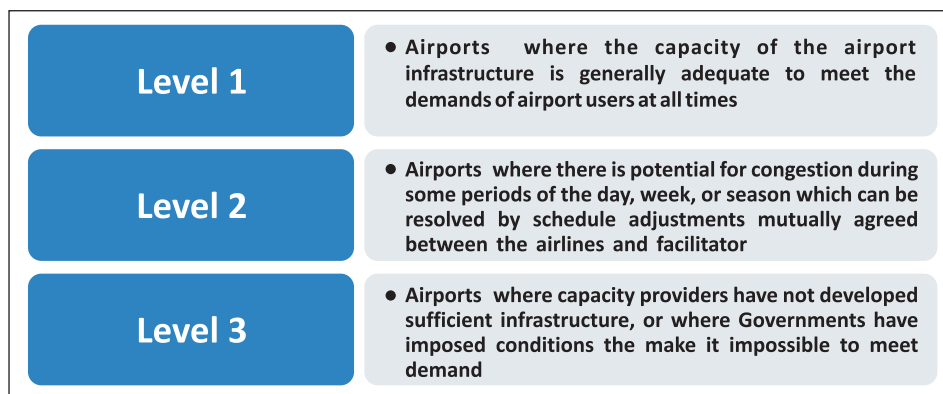 Level 1
• Airports where the capacity of the airport
infrastructure is generally adequate to meet the
demands of airport users at all times
Level 2
• Airports where there is potential for congestion during
some periods of the day, week, or season which can be
resolved by schedule adjustments mutually agreed
between the airlines and facilitator
Level 3
• Airports where capacity providers have not developed
sufficient infrastructure, or where Governments have
imposed conditions the make it impossible to meet
demand